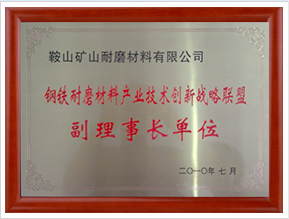 鞍山矿山耐磨材料有限公司
钢铁耐磨材料产业技术创新战略联盟
副理事长单位
二〇一〇年七月